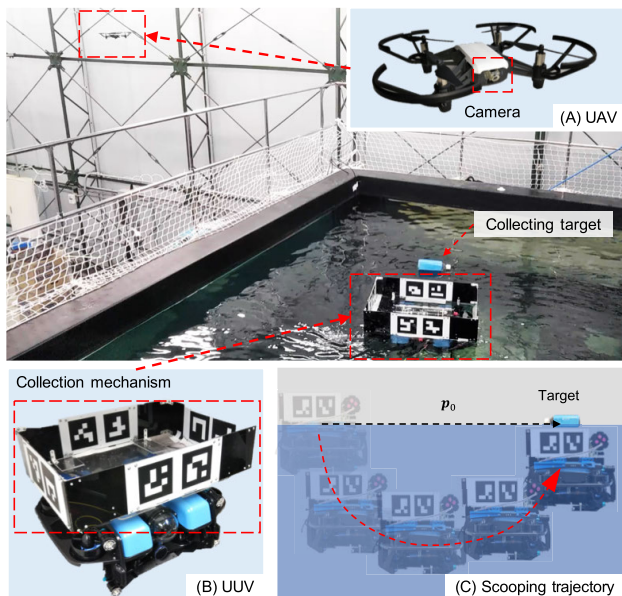 Camera
(A) UAV
Collecting target
Collection mechanism
(B) UUV
Target
p₀
(C) Scooping trajectory